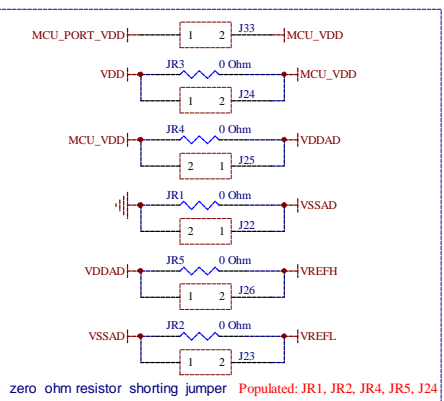 MCU_PORT_VDD 1 2 J33 MCU_VDD
JR3 0 Ohm
VDD MCU_VDD
1 2 J24
JR4 0 Ohm
MCU_VDD VDDAD
2 1 J25
JR1 0 Ohm
VSSAD
2 1 J22
JR5 0 Ohm
VDDAD VREFH
1 2 J26
JR2 0 Ohm
VSSAD VREFL
1 2 J23
zero ohm resistor shorting jumper Populated: JR1, JR2, JR4, JR5, J24